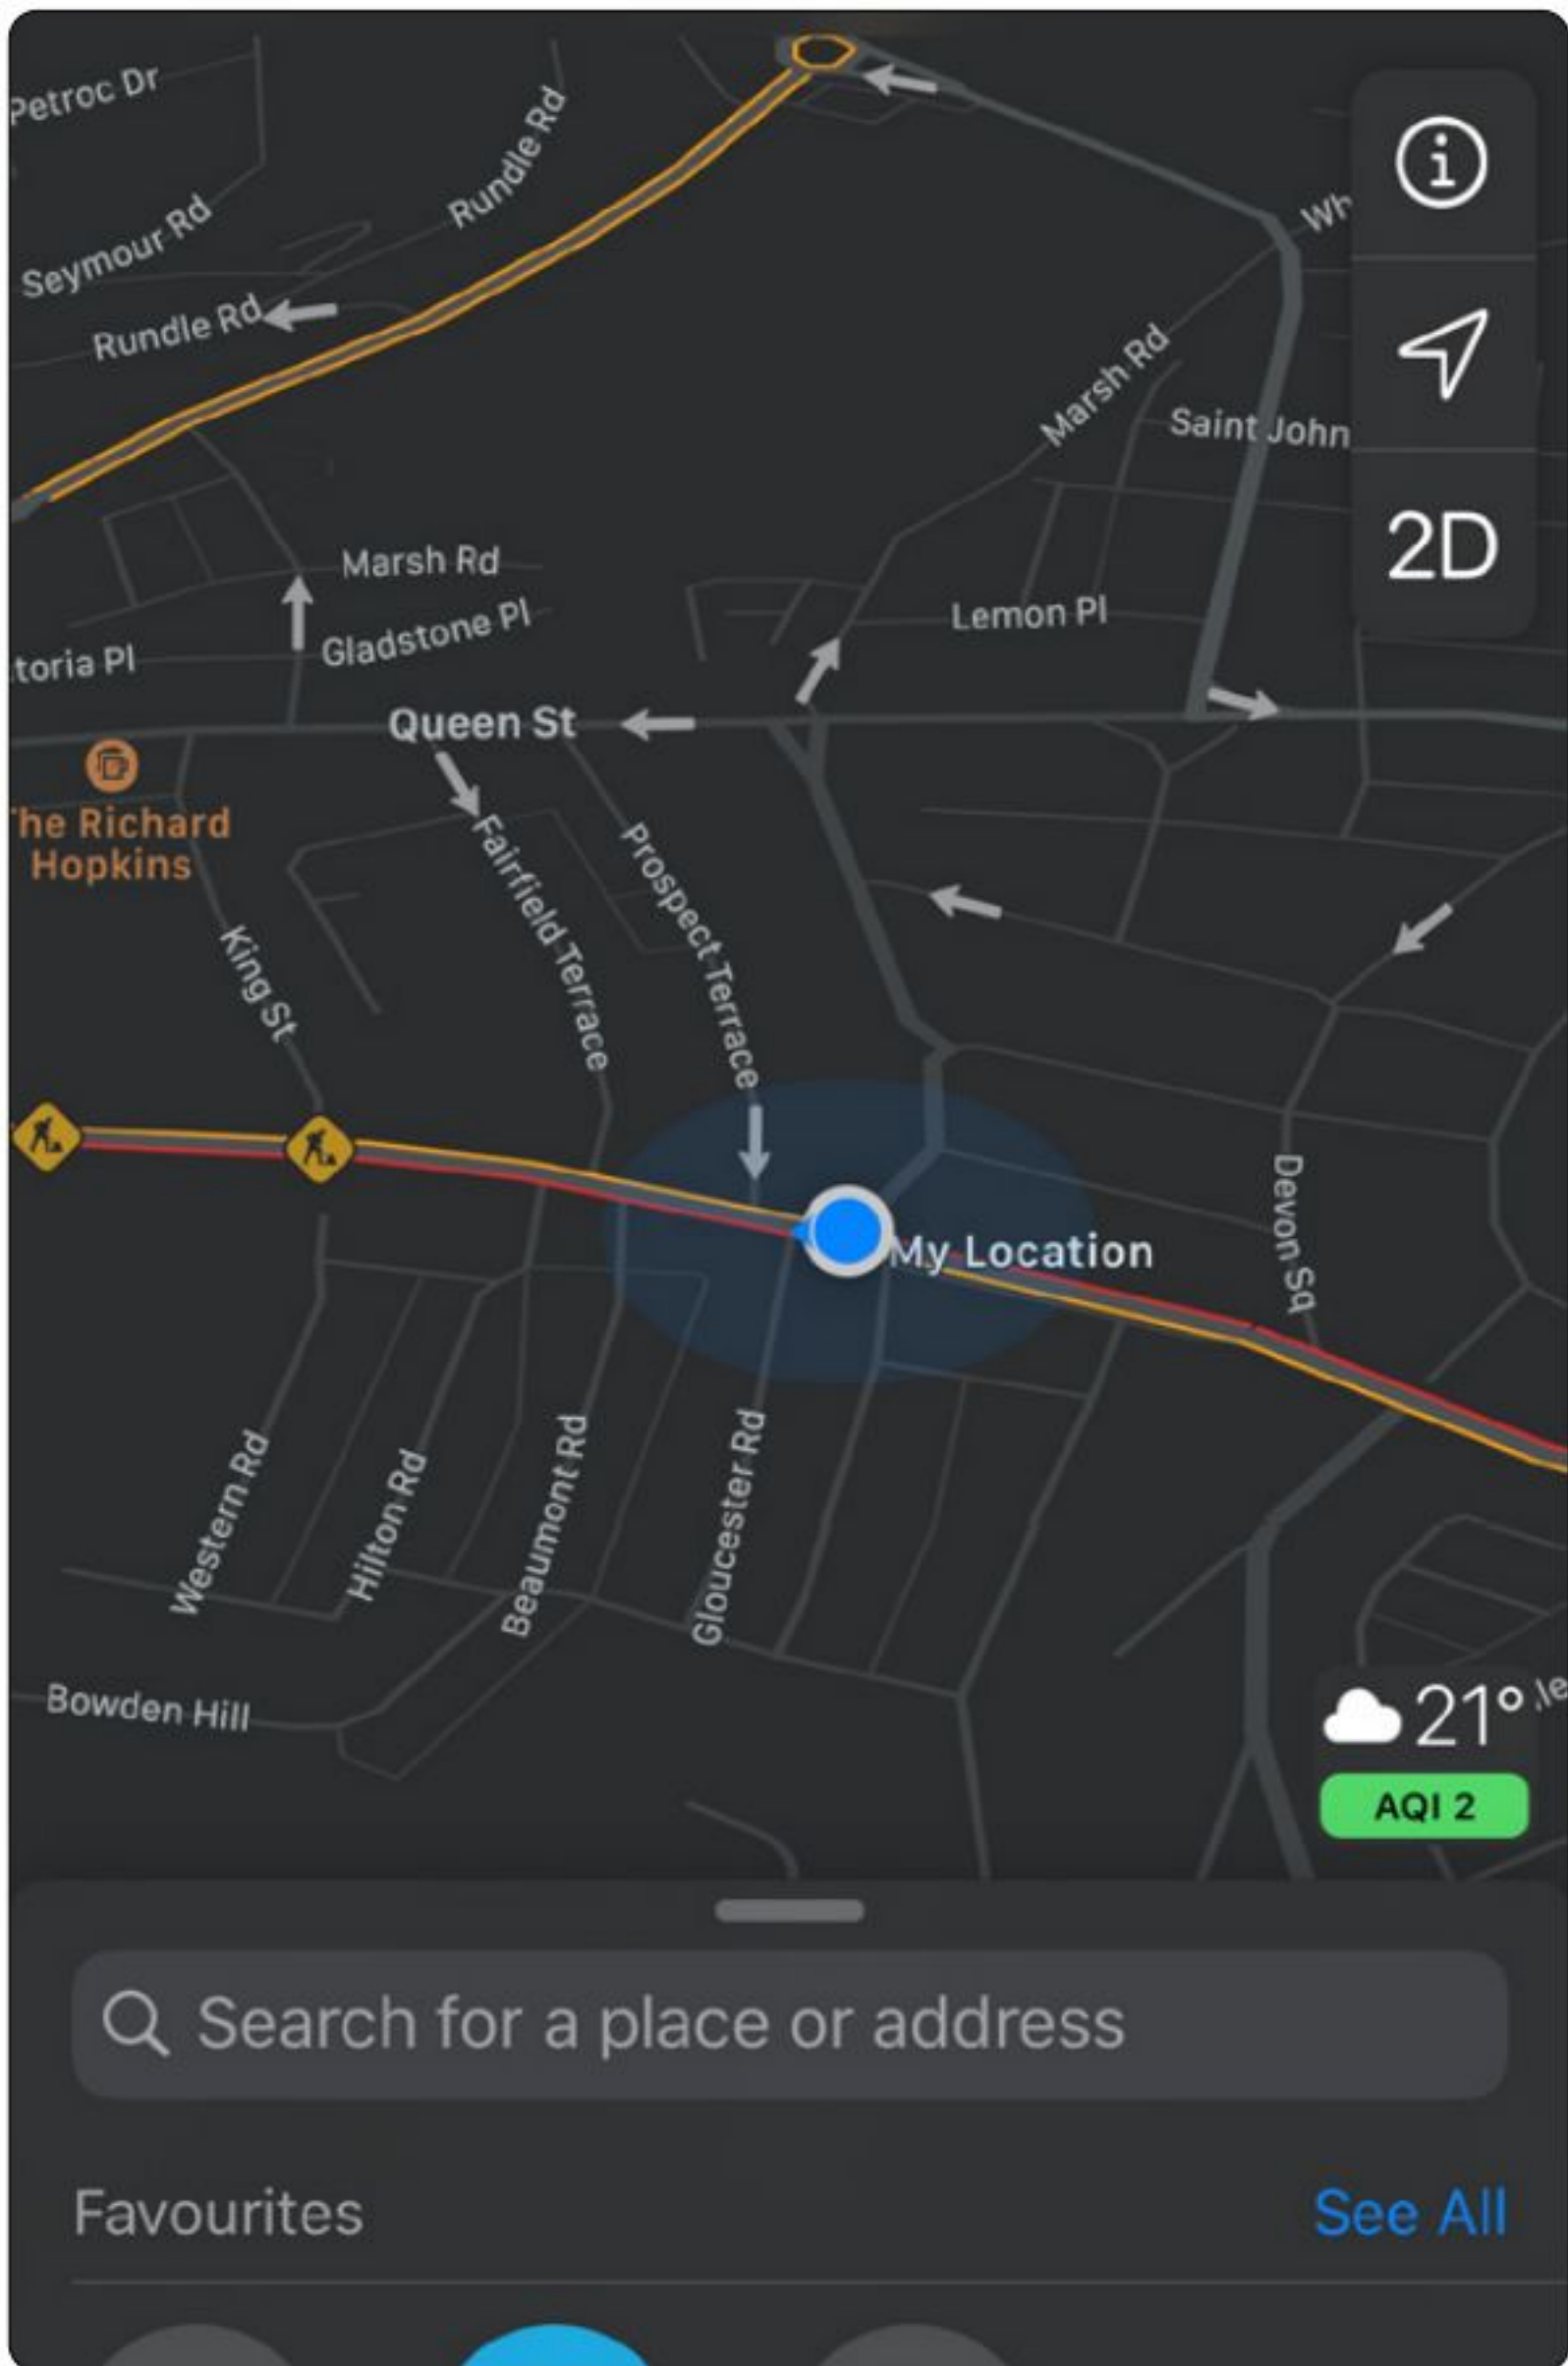 Petroc Dr
Rundle Rd
Seymour Rd
Wh
Rundle Rd
Marsh Rd
Saint John
2D
Marsh Rd
Gladstone Pl
Lemon Pl
toria Pl
Queen St
The Richard
Hopkins
Fairfield Terrace
Prospect Terrace
King St
My Location
Devon Sq
Western Rd
Hilton Rd
Beaumont Rd
Gloucester Rd
Bowden Hill
21°
le
AQI 2
Search for a place or address
Favourites
See All